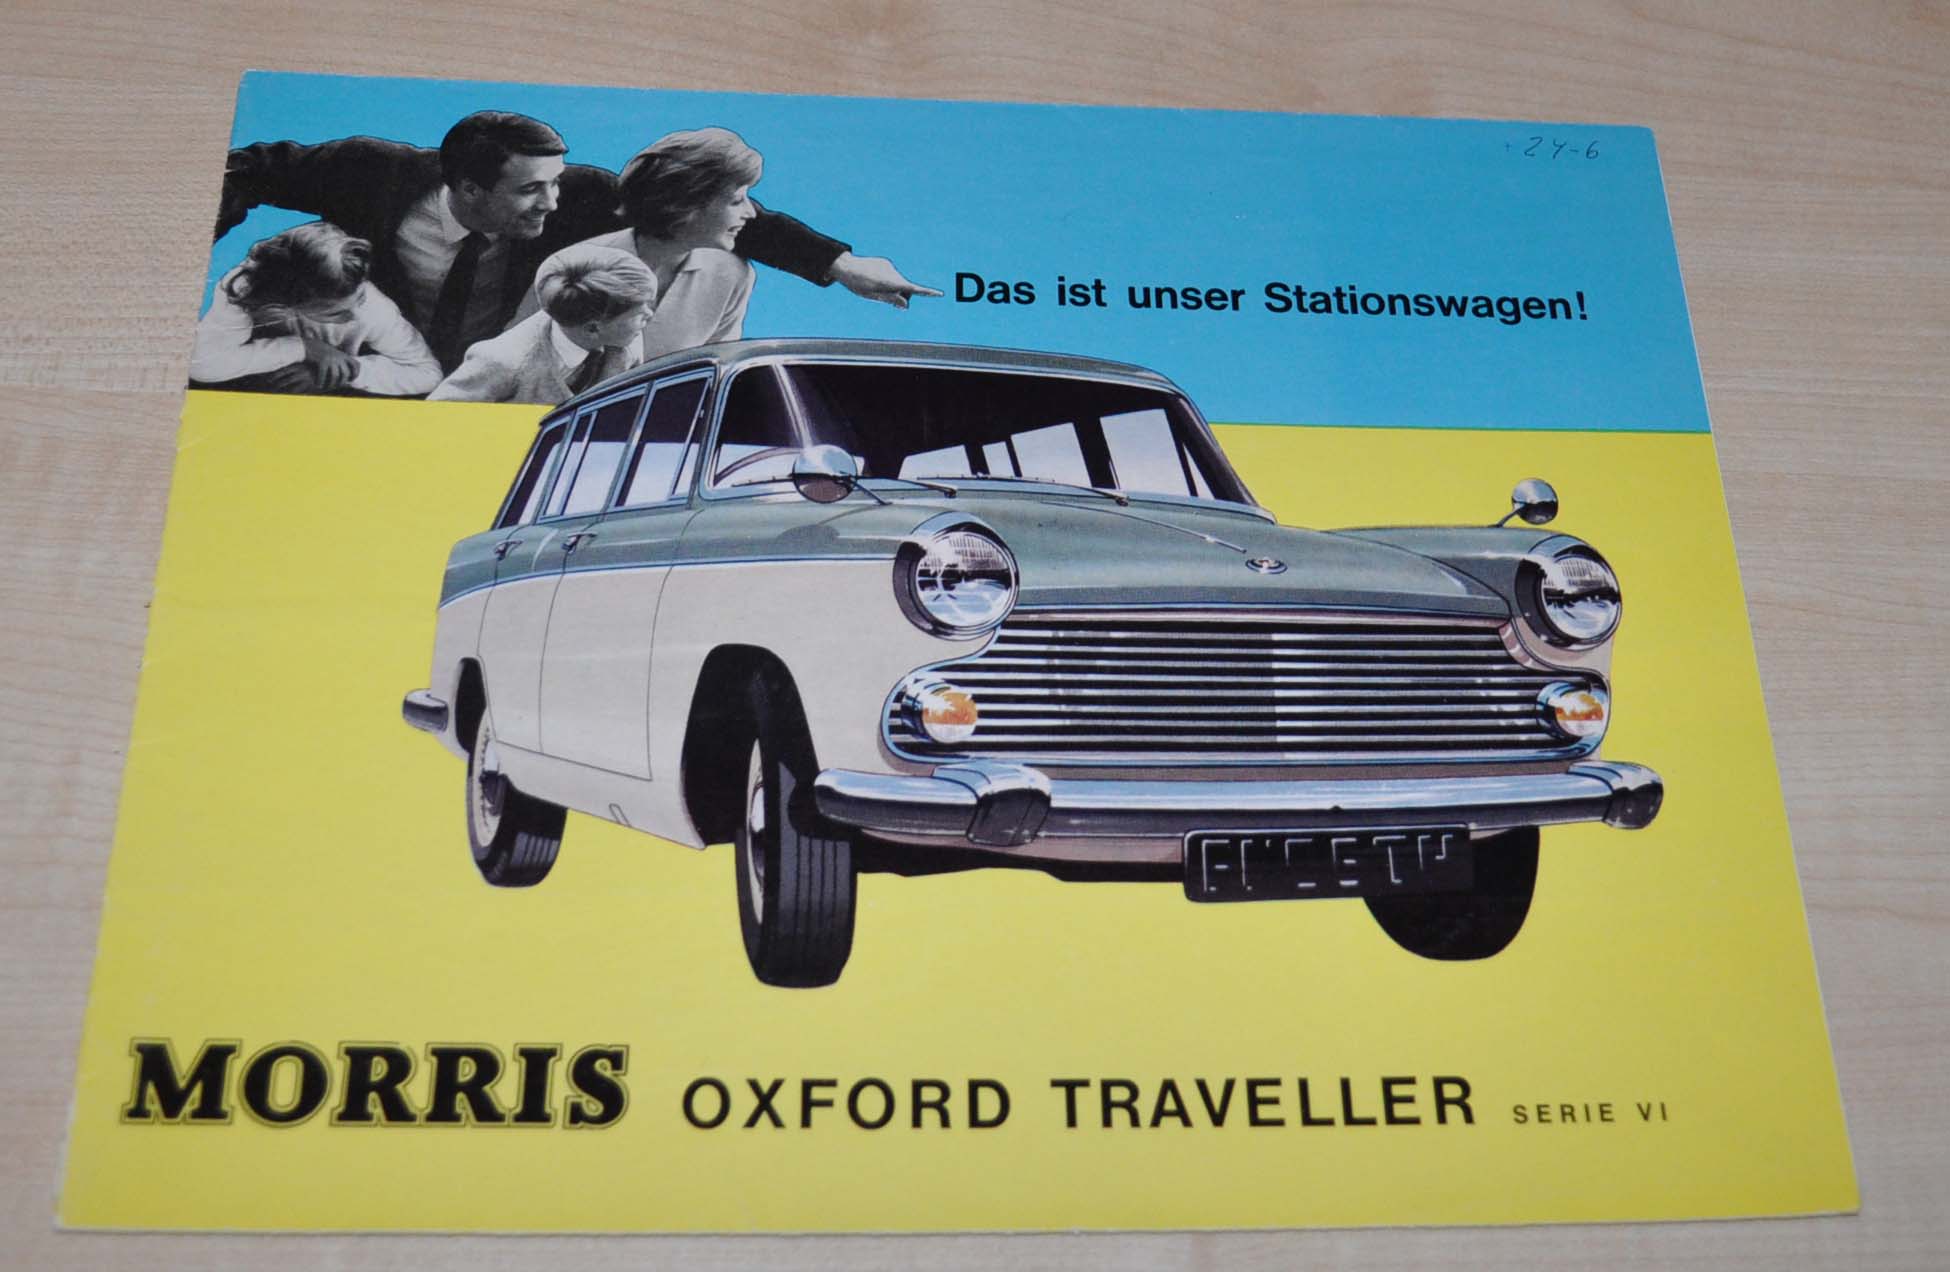 24-6
Das ist unser Stationswagen!
MORRIS OXFORD TRAVELLER SERIE VI